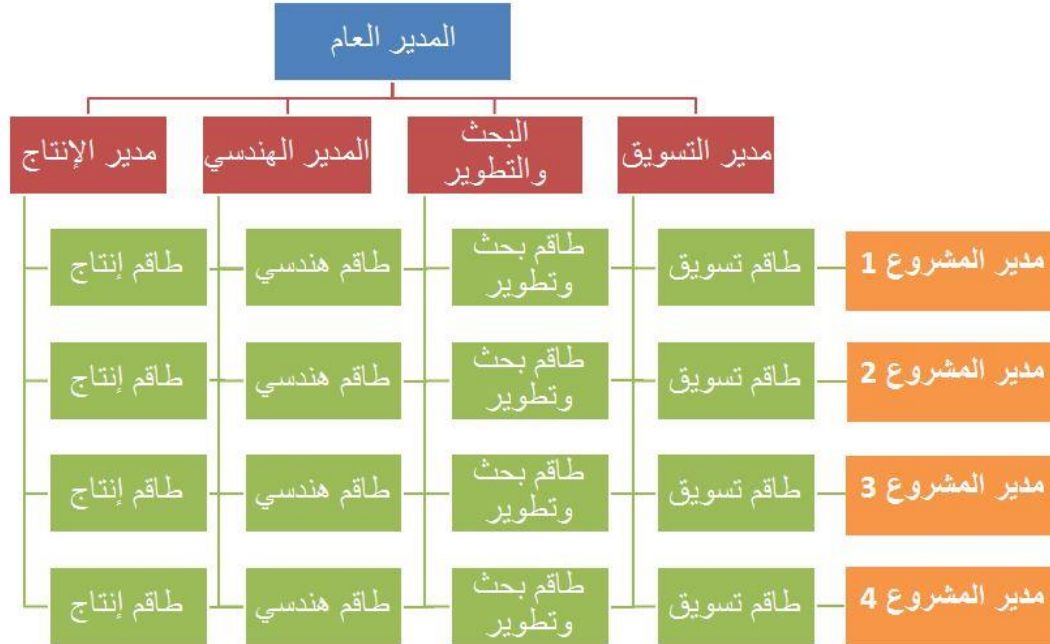 المدير العام
مدير التسويق
البحث
والتطوير
المدير الهندسي
مدير الإنتاج
مدير المشروع 1
طاقم تسويق
طاقم بحث
وتطوير
طاقم هندسي
طاقم إنتاج
مدير المشروع 2
طاقم تسويق
طاقم بحث
وتطوير
طاقم هندسي
طاقم إنتاج
مدير المشروع 3
طاقم تسويق
طاقم بحث
وتطوير
طاقم هندسي
طاقم إنتاج
مدير المشروع 4
طاقم تسويق
طاقم بحث
وتطوير
طاقم هندسي
طاقم إنتاج